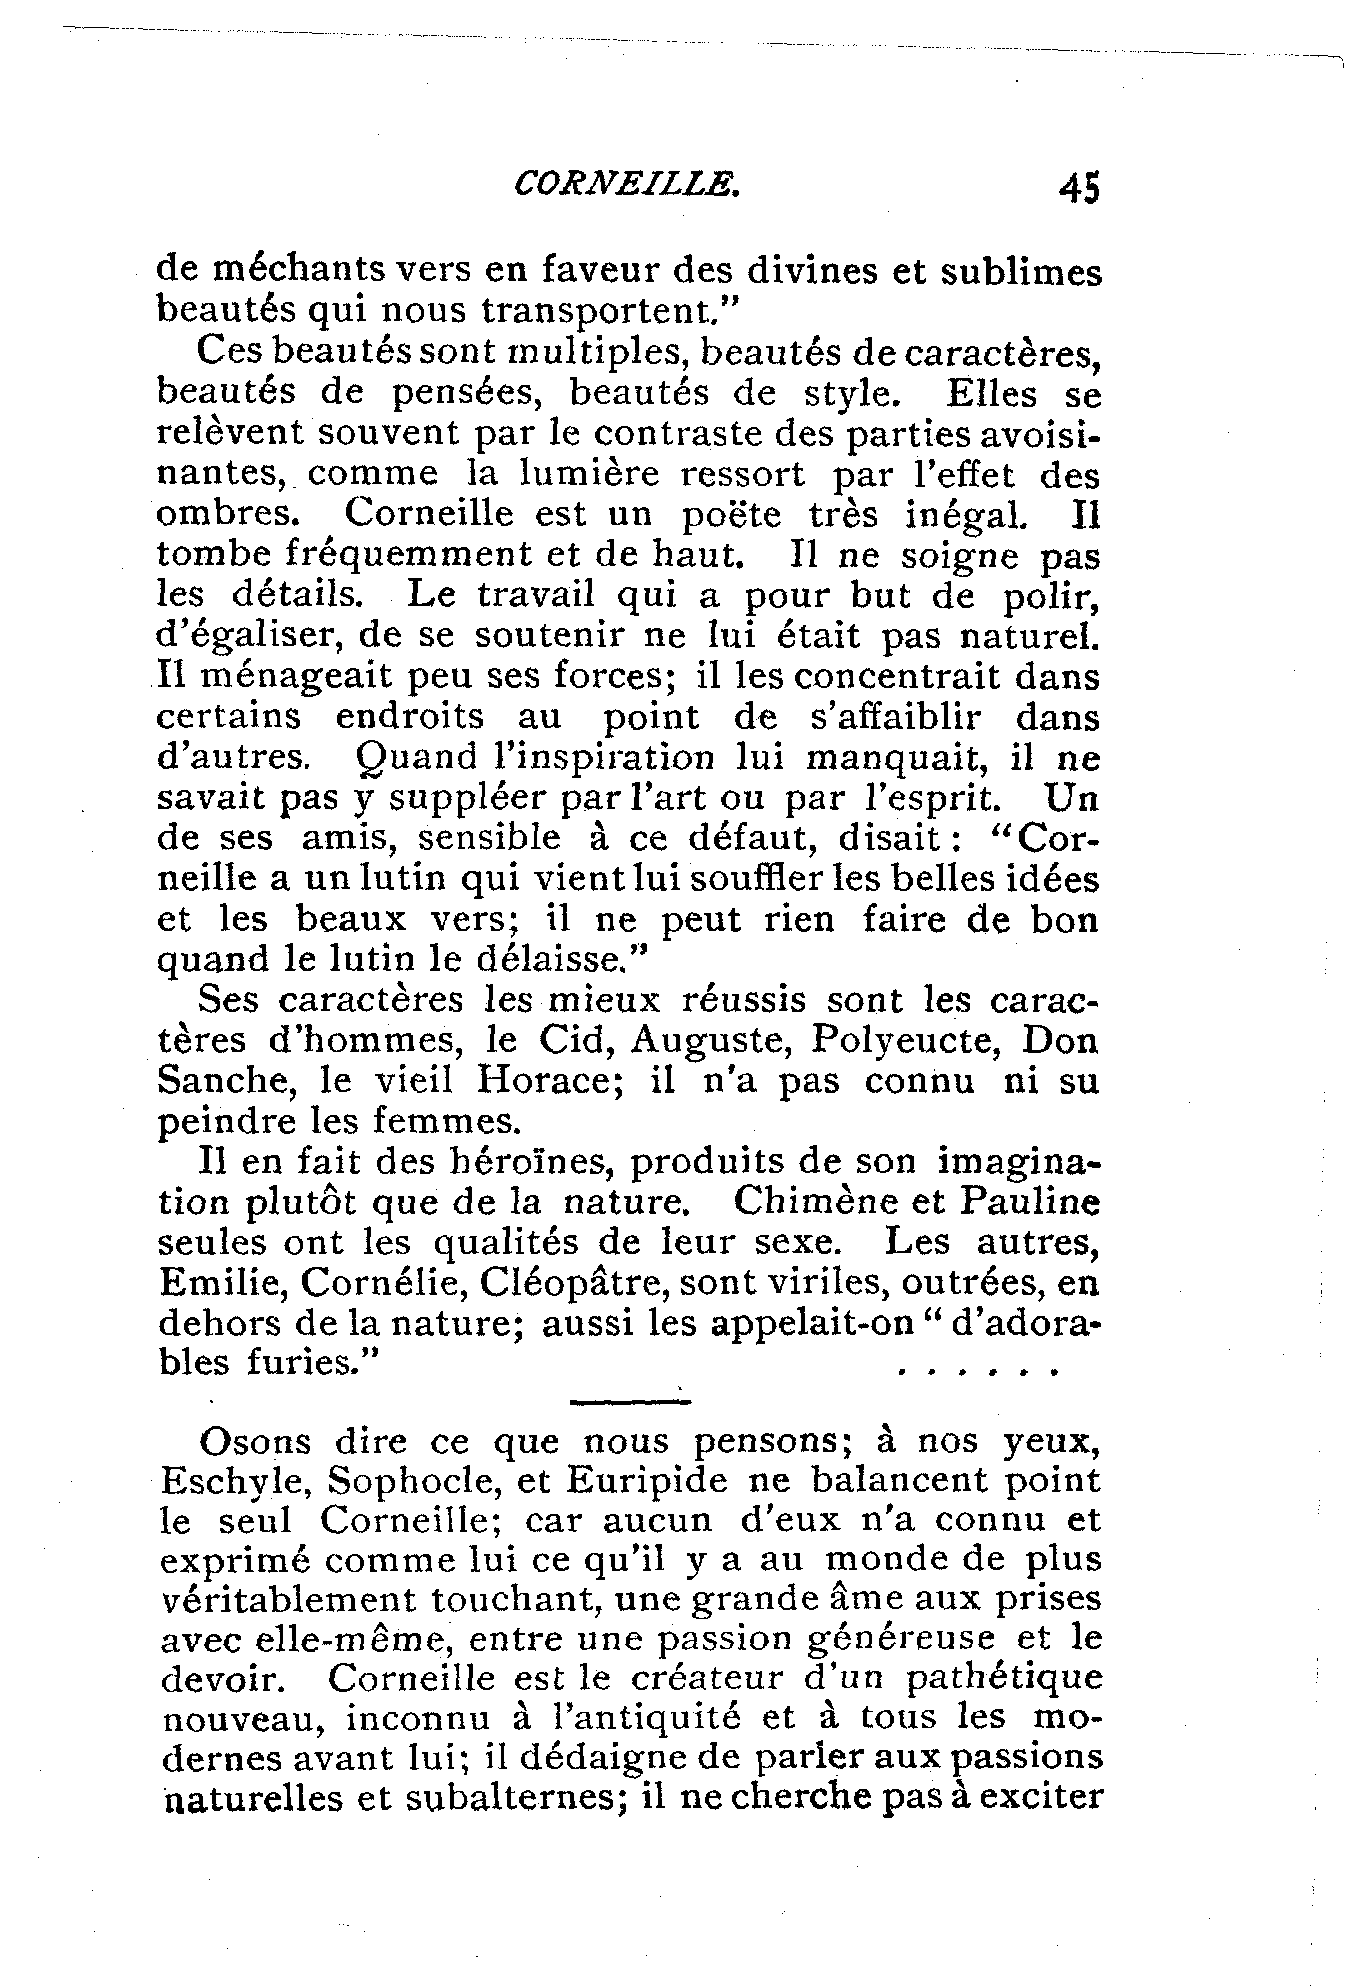 CORNEILLE. 45
de méchants vers en faveur des divines et sublimes
beautés qui nous transportent."
Ces beautés sont multiples, beautés de caractères,
beautés de pensées, beautés de style. Elles se
relèvent souvent par le contraste des parties avoisi-
nantes, comme la lumière ressort par l'effet des
ombres. Corneille est un poëte très inégal. Il
tombe fréquemment et de haut. Il ne soigne pas
les détails. Le travail qui a pour but de polir,
d'égaliser, de se soutenir ne lui était pas naturel.
Il ménageait peu ses forces; il les concentrait dans
certains endroits au point de s'affaiblir dans
d'autres. Quand l'inspiration lui manquait, il ne
savait pas y suppléer par l'art ou par l'esprit. Un
de ses amis, sensible à ce défaut, disait : "Cor-
neille a un lutin qui vient lui souffler les belles idées
et les beaux vers; il ne peut rien faire de bon
quand le lutin le délaisse."
Ses caractères les mieux réussis sont les carac-
tères d'hommes, le Cid, Auguste, Polyeucte, Don
Sanche, le vieil Horace; il n'a pas connu ni su
peindre les femmes.
Il en fait des héroïnes, produits de son imagina-
tion plutôt que de la nature. Chimène et Pauline
seules ont les qualités de leur sexe. Les autres,
Emilie, Cornélie, Cléopâtre, sont viriles, outrées, en
dehors de la nature; aussi les appelait-on " d'adora-
bles furies." . . . . . .
Osons dire ce que nous pensons; à nos yeux,
Eschyle, Sophocle, et Euripide ne balancent point
le seul Corneille; car aucun d'eux n'a connu et
exprimé comme lui ce qu'il y a au monde de plus
véritablement touchant, une grande âme aux prises
avec elle-même, entre une passion généreuse et le
devoir. Corneille est le créateur d'un pathétique
nouveau, inconnu à l'antiquité et à tous les mo-
dernes avant lui; il dédaigne de parler aux passions
naturelles et subalternes; il ne cherche pas à exciter